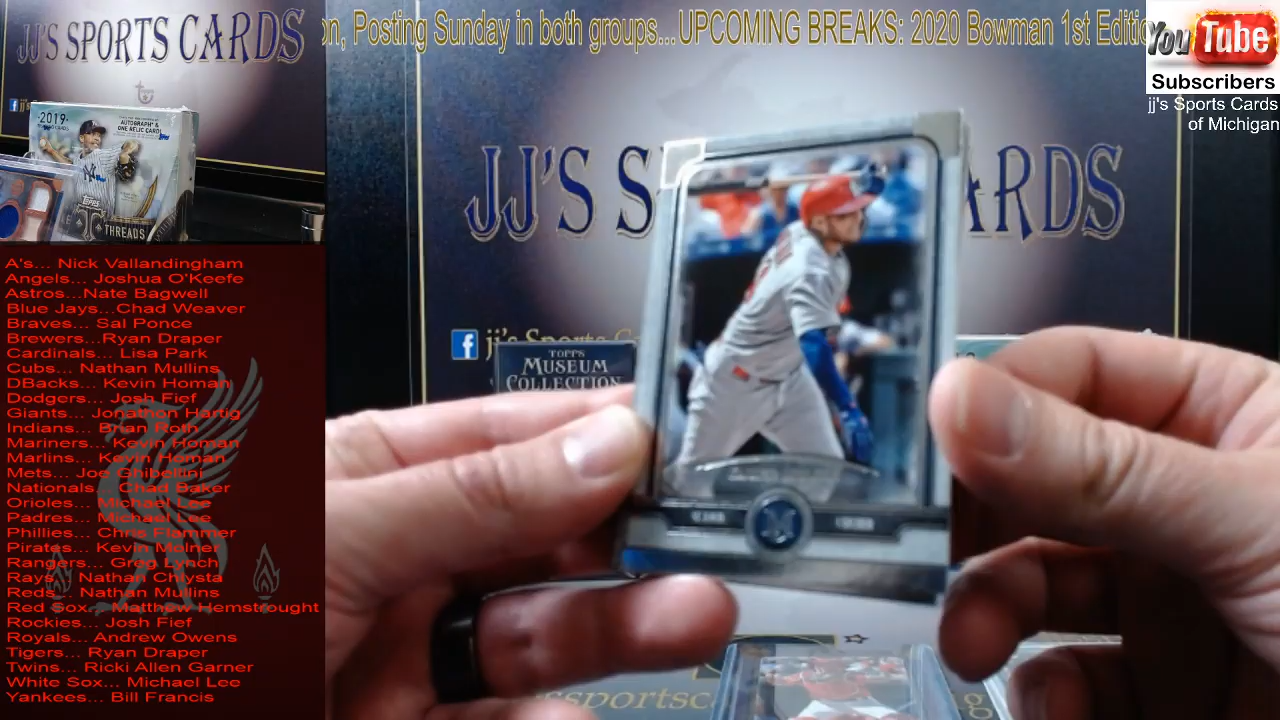 JJ'S SPORTS CARDS
on, Posting Sunday in both groups...UPCOMING BREAKS: 2020 Bowman 1st Editio
You Tube
Subscribers
jj's Sports Cards
of Michigan
2019
AUTOGRAPH &
ONE RELIC CARD!
TOPPS
THREADS
JJ'S S
ARDS
f jj's Sports C
TOPPS
MUSEUM
COLLECTION
A's... Nick Vallandingham
Angels... Joshua O'Keefe
Astros...Nate Bagwell
Blue Jays...Chad Weaver
Braves... Sal Ponce
Brewers...Ryan Draper
Cardinals... Lisa Park
Cubs... Nathan Mullins
DBacks... Kevin Homan
Dodgers... Josh Fief
Giants... Jonathon Hartig
Indians... Brian Roth
Mariners... Kevin Homan
Marlins... Kevin Homan
Mets... Joe Ghibellini
Nationals... Chad Baker
Orioles... Michael Lee
Padres... Michael Lee
Phillies... Chris Flammer
Pirates... Kevin Molner
Rangers... Greg Lynch
Rays... Nathan Chlysta
Reds... Nathan Mullins
Red Sox... Matthew Hemstrought
Rockies... Josh Fief
Royals... Andrew Owens
Tigers... Ryan Draper
Twins... Ricki Allen Garner
White Sox... Michael Lee
Yankees... Bill Francis